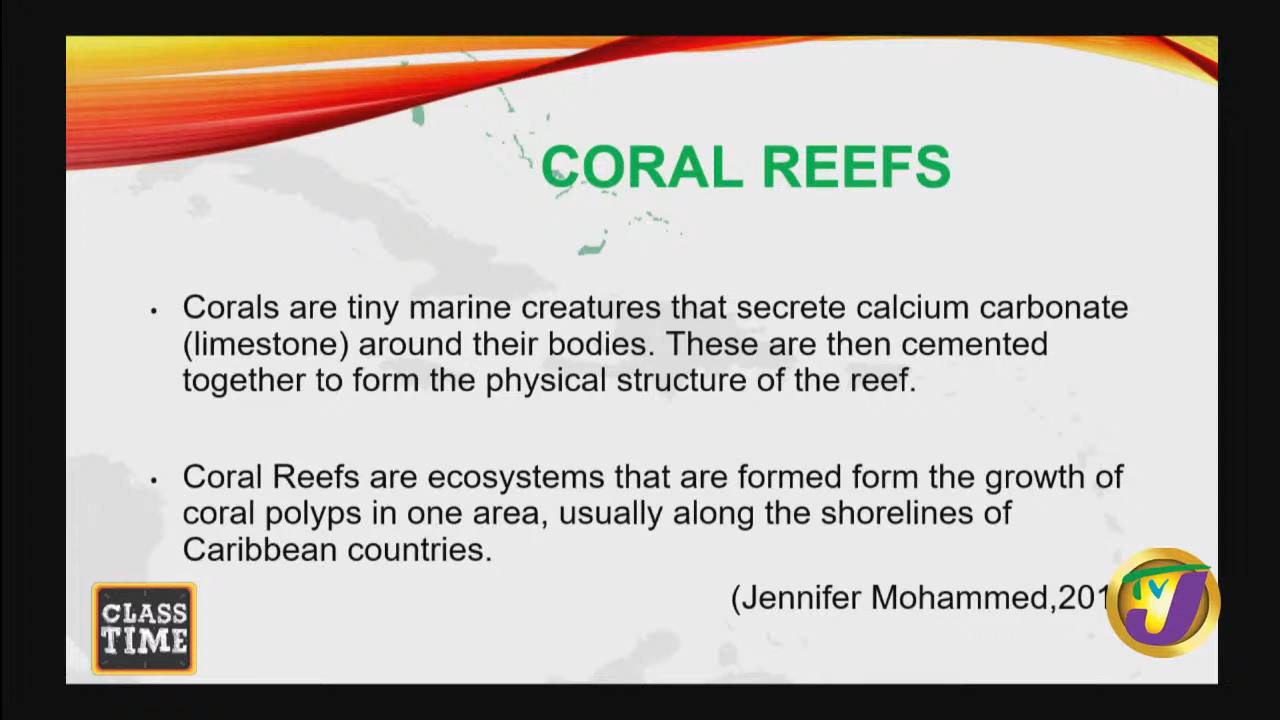 CORAL REEFS
• Corals are tiny marine creatures that secrete calcium carbonate
(limestone) around their bodies. These are then cemented
together to form the physical structure of the reef.
• Coral Reefs are ecosystems that are formed form the growth of
coral polyps in one area, usually along the shorelines of
Caribbean countries.
(Jennifer Mohammed,201
CLASS
TIME
TVJ